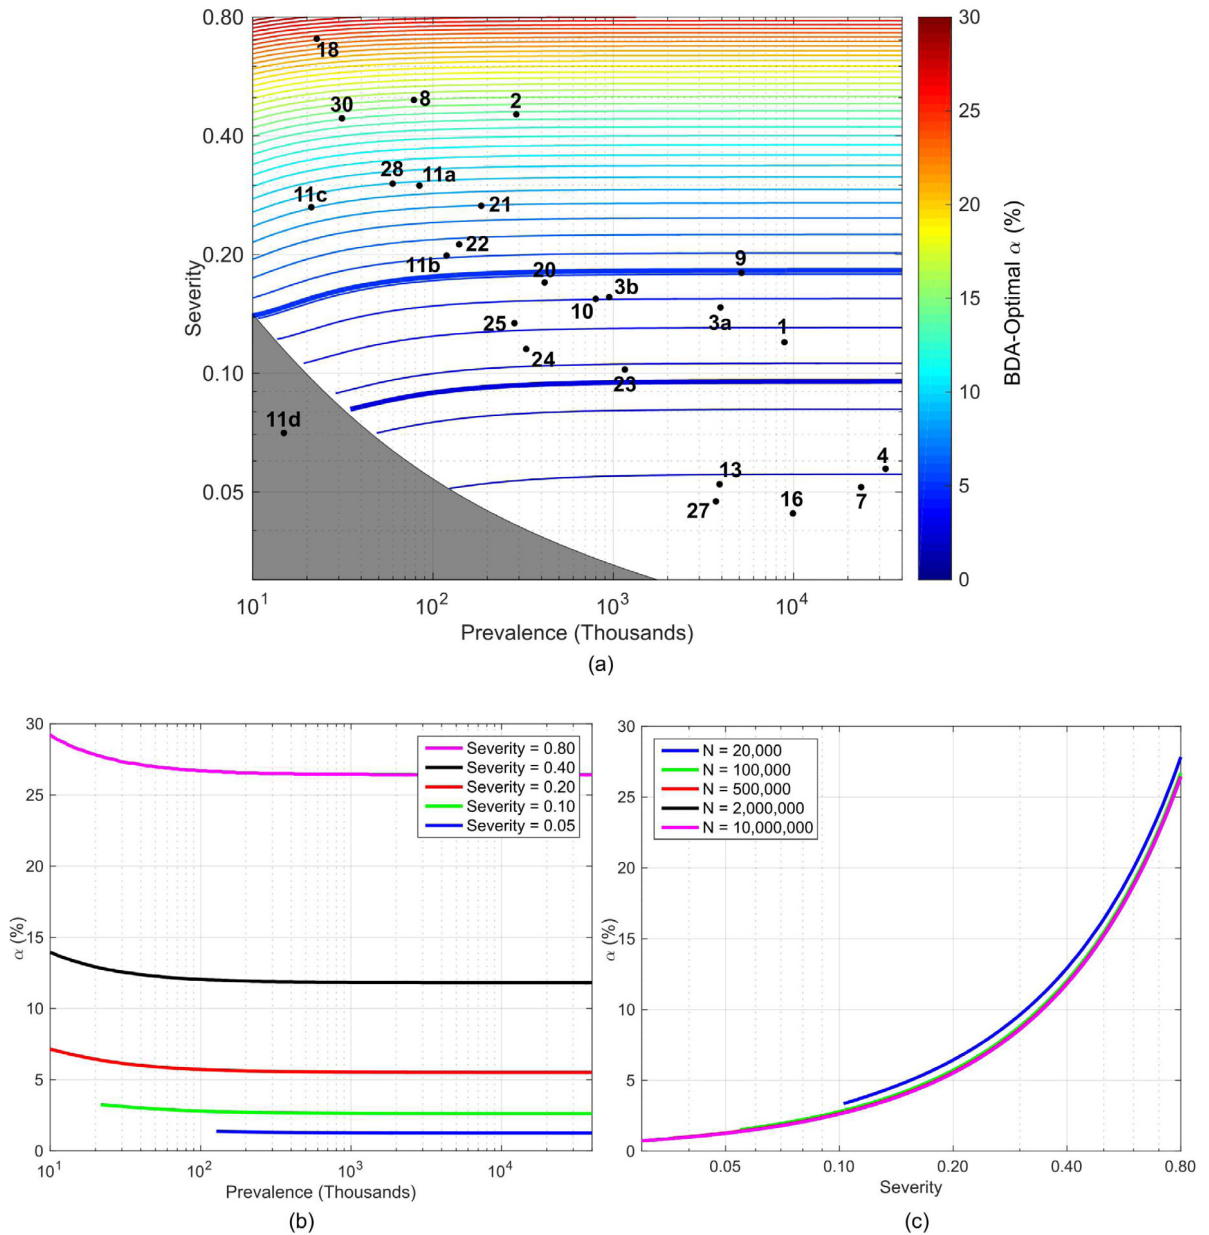 0.80
0.40
0.20
0.10
0.05
Severity
18
30
8
2
28
11a
11c
21
22
11b
20
9
3b
10
3a
25
1
24
23
11d
13
4
27
16
7
10^1
10^2
10^3
10^4
Prevalence (Thousands)
30
25
20
15
10
5
0
BDA-Optimal α (%)
(a)
30
25
20
15
10
5
0
α (%)
Severity = 0.80
Severity = 0.40
Severity = 0.20
Severity = 0.10
Severity = 0.05
10^1
10^2
10^3
10^4
Prevalence (Thousands)
(b)
30
25
20
15
10
5
0
α (%)
N = 20,000
N = 100,000
N = 500,000
N = 2,000,000
N = 10,000,000
0.05
0.10
0.20
0.40
0.80
Severity
(c)